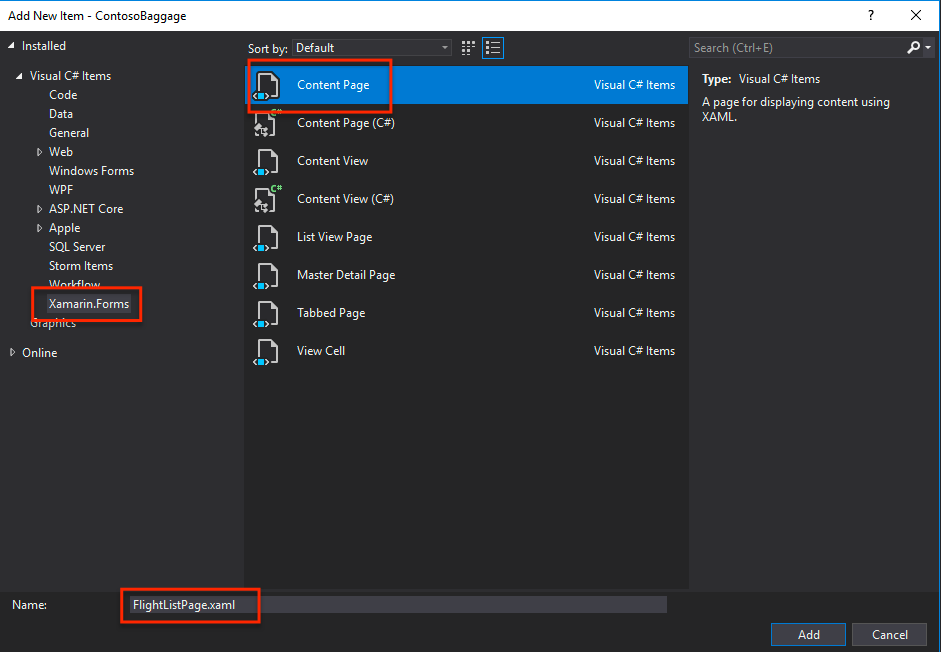 Add New Item - ContosoBaggage
?
Installed
Visual C# Items
Code
Data
General
Web
Windows Forms
WPF
ASP.NET Core
Apple
SQL Server
Storm Items
Workflow
Xamarin.Forms
Graphics
Online
Sort by: Default
Content Page Visual C# Items
C# Content Page (C#) Visual C# Items
Content View Visual C# Items
C# Content View (C#) Visual C# Items
List View Page Visual C# Items
Master Detail Page Visual C# Items
Tabbed Page Visual C# Items
View Cell Visual C# Items
Search (Ctrl+E)
Type: Visual C# Items
A page for displaying content using
XAML.
Name: FlightListPage.xaml
Add Cancel